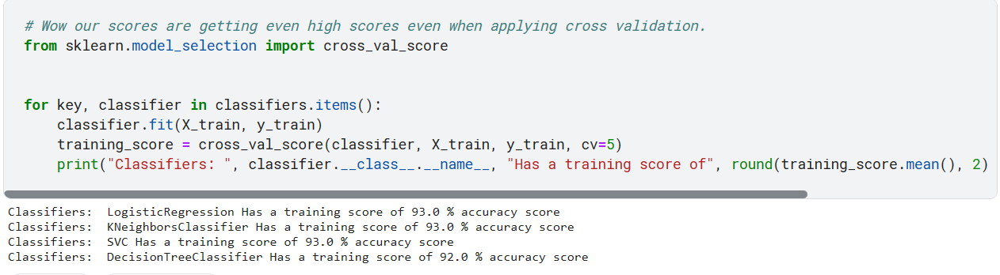 # Wow our scores are getting even high scores even when applying cross validation.
from sklearn.model_selection import cross_val_score
for key, classifier in classifiers.items():
    classifier.fit(X_train, y_train)
    training_score = cross_val_score(classifier, X_train, y_train, cv=5)
    print("Classifiers: ", classifier.__class__.__name__, "Has a training score of", round(training_score.mean(), 2)
Classifiers:  LogisticRegression Has a training score of 93.0 % accuracy score
Classifiers:  KNeighborsClassifier Has a training score of 93.0 % accuracy score
Classifiers:  SVC Has a training score of 93.0 % accuracy score
Classifiers:  DecisionTreeClassifier Has a training score of 92.0 % accuracy score